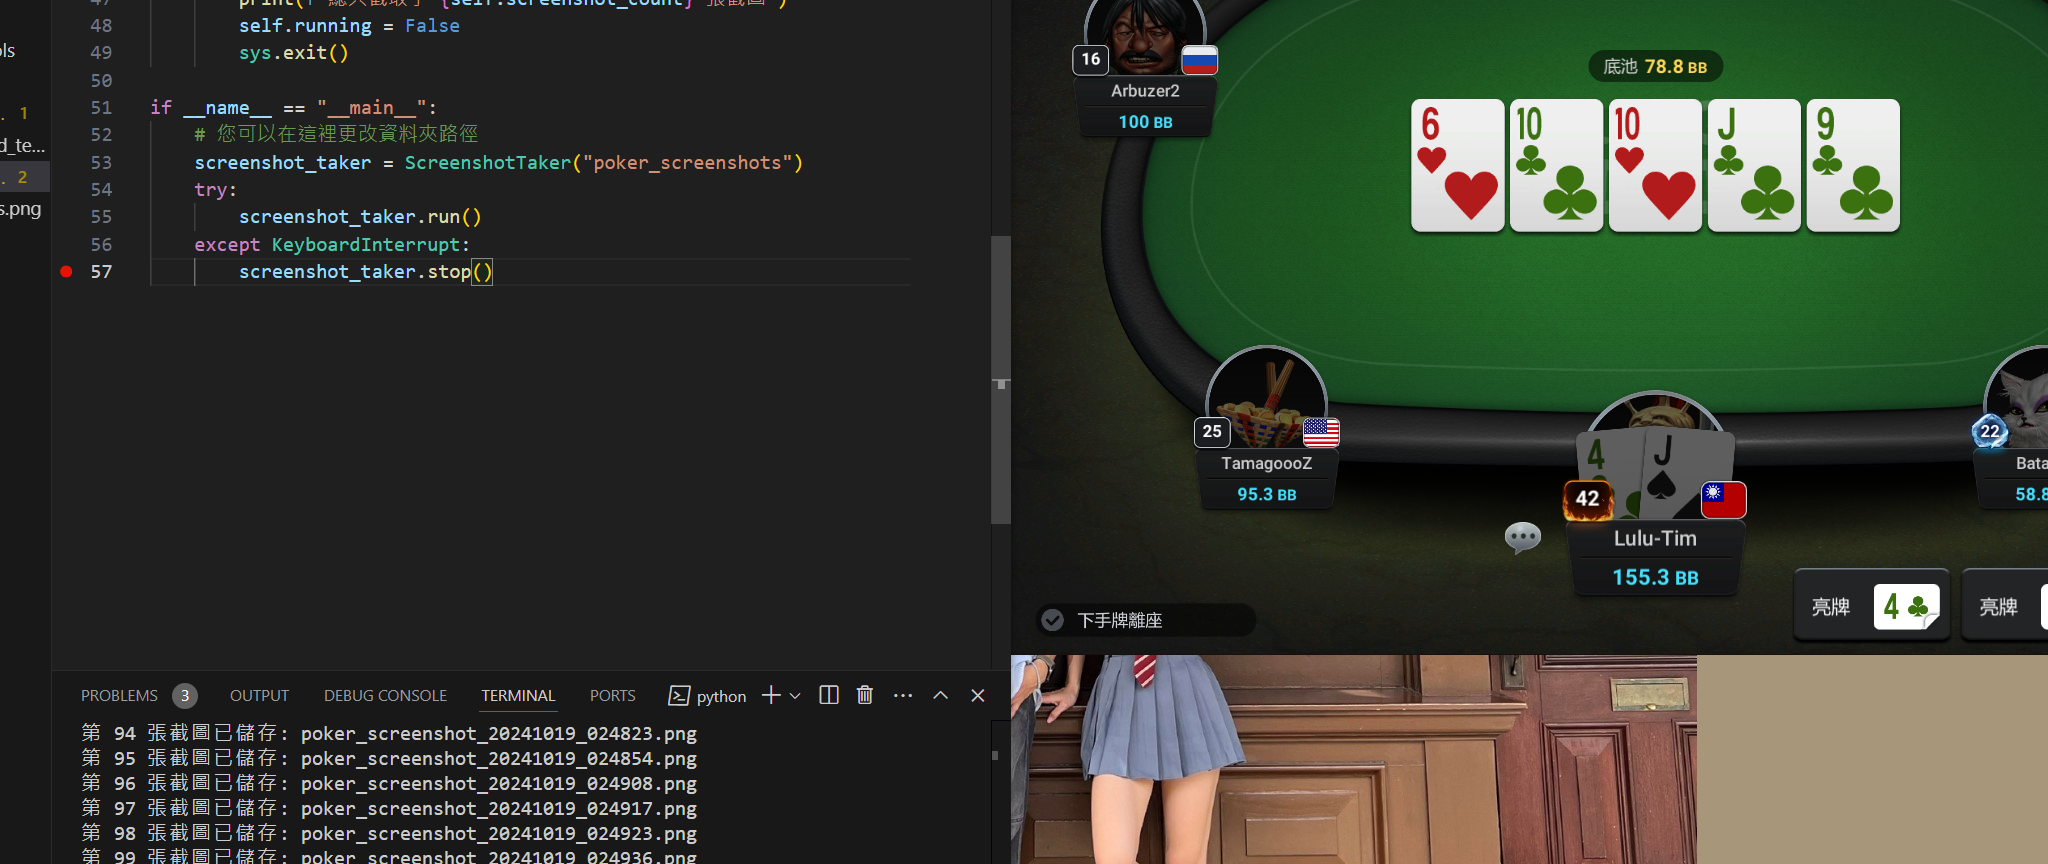 ols
1
d_te...
2
s.png
47
48 self.running = False
49 sys.exit()
50
51 if __name__ == "__main__":
52 # 您可以在這裡更改資料夾路徑
53 screenshot_taker = ScreenshotTaker("poker_screenshots")
54 try:
55 screenshot_taker.run()
56 except KeyboardInterrupt:
57 screenshot_taker.stop()
PROBLEMS 3 OUTPUT DEBUG CONSOLE TERMINAL PORTS python
第 94 張截圖已儲存: poker_screenshot_20241019_024823.png
第 95 張截圖已儲存: poker_screenshot_20241019_024854.png
第 96 張截圖已儲存: poker_screenshot_20241019_024908.png
第 97 張截圖已儲存: poker_screenshot_20241019_024917.png
第 98 張截圖已儲存: poker_screenshot_20241019_024923.png
第 99 張截圖已儲存: poker_screenshot_20241019_024936.png
16
Arbuzer2
100 BB
底池 78.8 BB
6 10 10 J 9
25
TamagoooZ
95.3 BB
4 J
42
Lulu-Tim
155.3 BB
22
Bata
58.8
下手牌離座
亮牌 4
亮牌